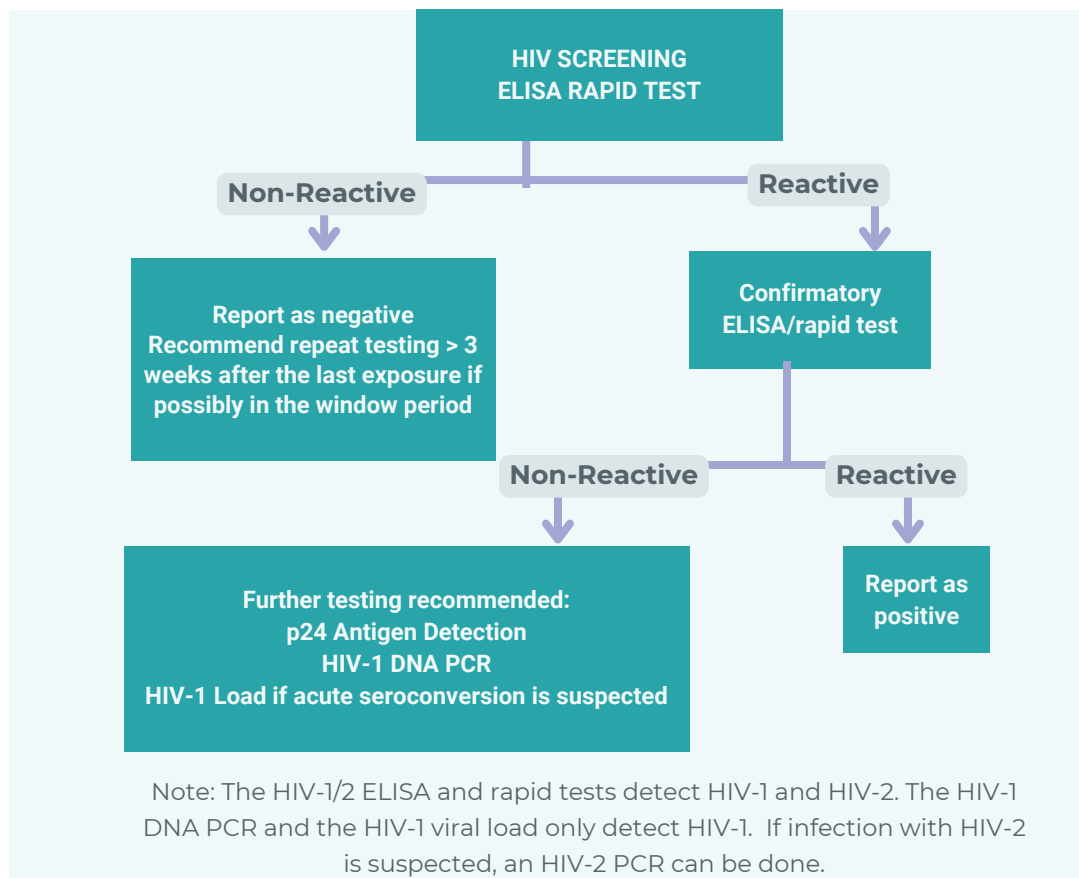 HIV SCREENING
ELISA RAPID TEST
Non-Reactive
Reactive
Report as negative
Recommend repeat testing > 3
weeks after the last exposure if
possibly in the window period
Confirmatory
ELISA/rapid test
Non-Reactive
Reactive
Further testing recommended:
p24 Antigen Detection
HIV-1 DNA PCR
HIV-1 Load if acute seroconversion is suspected
Report as
positive
Note: The HIV-1/2 ELISA and rapid tests detect HIV-1 and HIV-2. The HIV-1
DNA PCR and the HIV-1 viral load only detect HIV-1. If infection with HIV-2
is suspected, an HIV-2 PCR can be done.